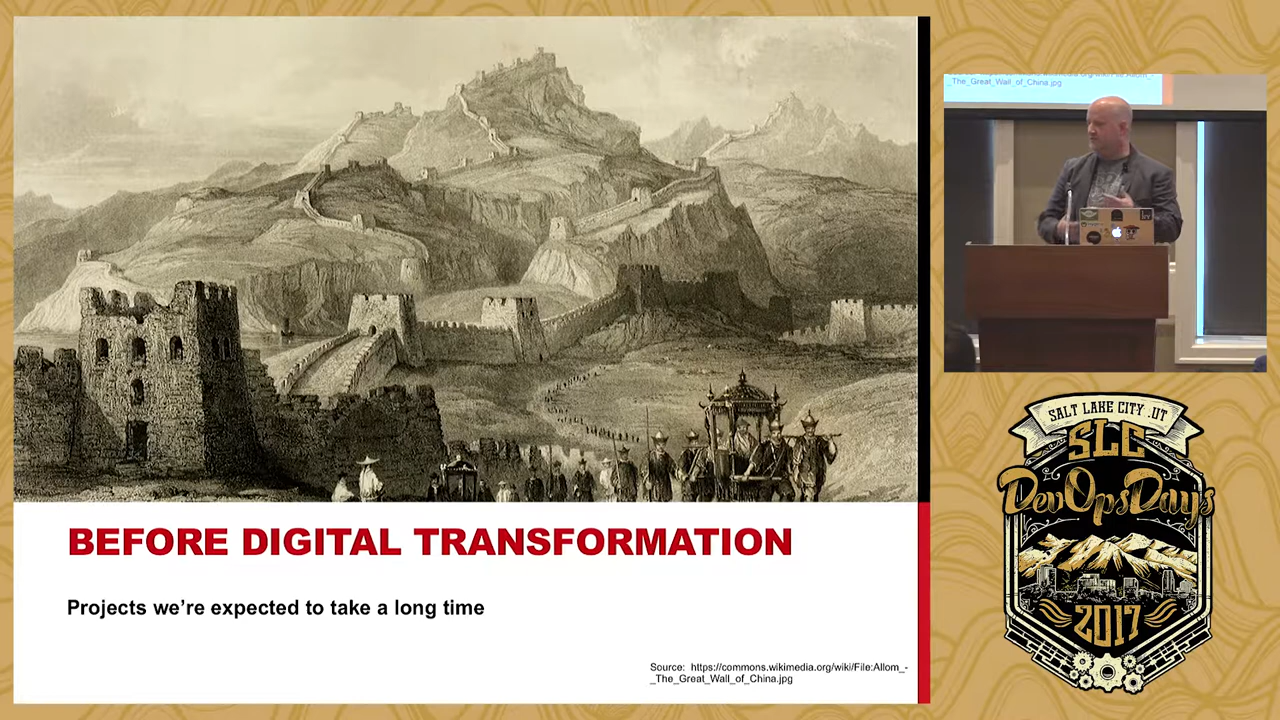 BEFORE DIGITAL TRANSFORMATION
Projects we're expected to take a long time
Source: https://commons.wikimedia.org/wiki/File:Allom_-
_The_Great_Wall_of_China.jpg
_The_Great_Wall_of_China.jpg
SALT LAKE CITY .UT
SLC
DevOpsDays
2017